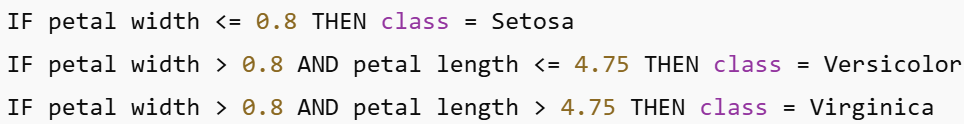 IF petal width <= 0.8 THEN class = Setosa
IF petal width > 0.8 AND petal length <= 4.75 THEN class = Versicolor
IF petal width > 0.8 AND petal length > 4.75 THEN class = Virginica